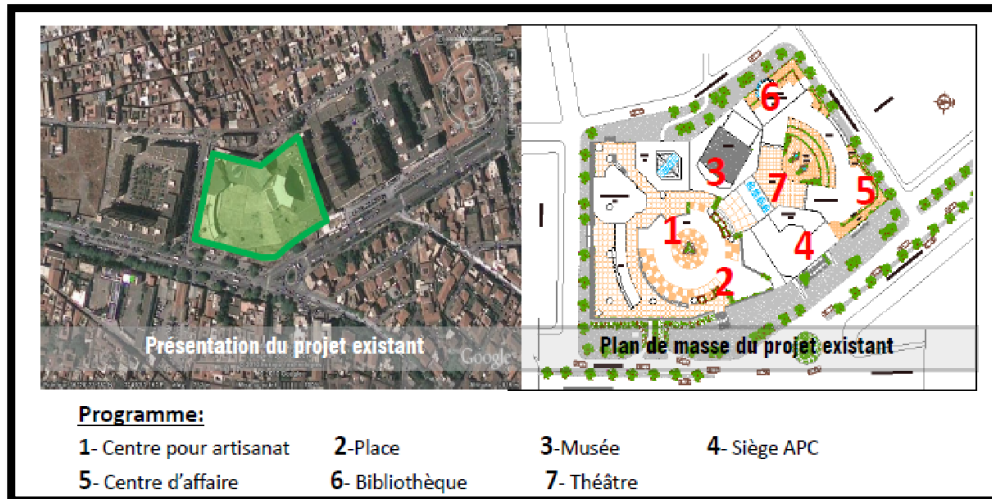 6
3
7
5
1
4
2
Présentation du projet existant
Google
Plan de masse du projet existant
Programme:
1- Centre pour artisanat 2-Place 3-Musée 4- Siège APC
5- Centre d'affaire 6- Bibliothèque 7- Théâtre